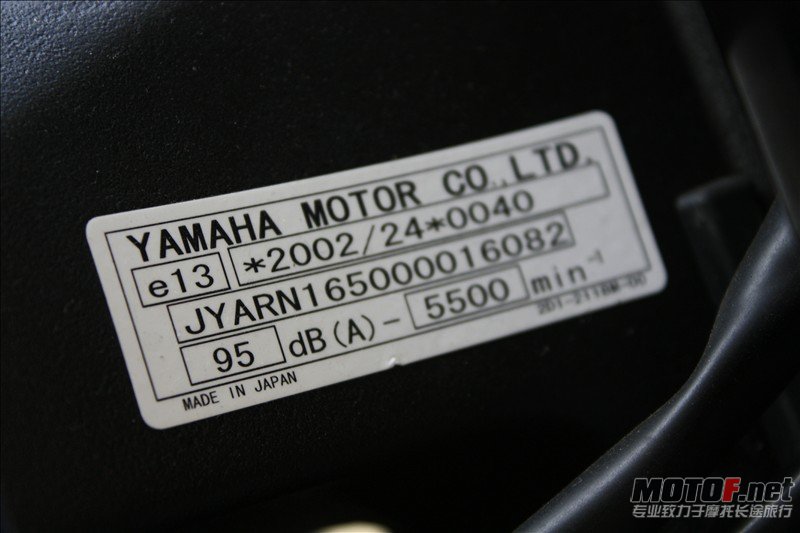 YAMAHA MOTOR CO.,LTD.
e13 *2002/24*0040
JYARN165000016082
95 dB(A)- 5500 min⁻¹
MADE IN JAPAN
MOTOF.net
专业致力于摩托长途旅行